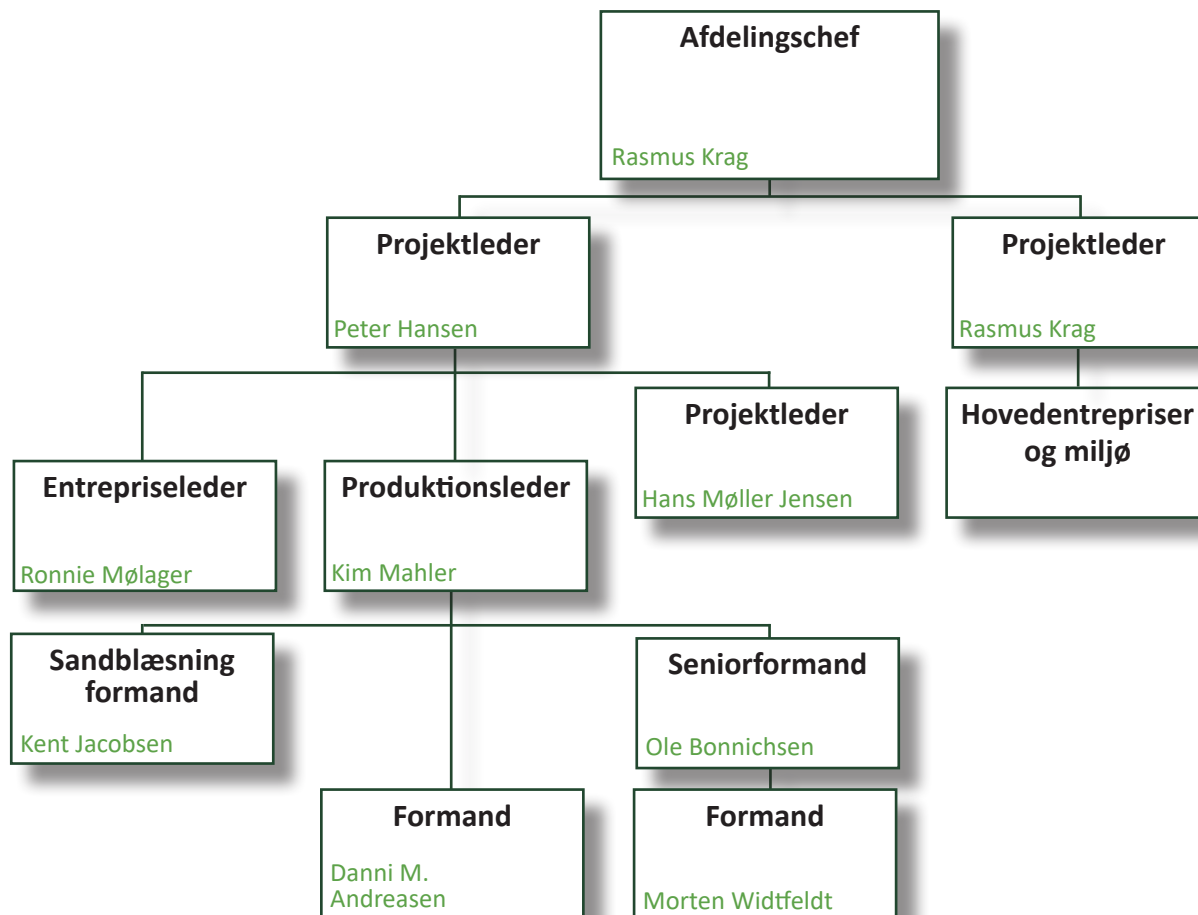 Afdelingschef
Rasmus Krag
Projektleder
Peter Hansen
Projektleder
Rasmus Krag
Projektleder
Hans Møller Jensen
Hovedentrepriser
og miljø
Entrepriseleder
Ronnie Mølager
Produktionsleder
Kim Mahler
Sandblæsning
formand
Kent Jacobsen
Seniorformand
Ole Bonnichsen
Formand
Danni M.
Andreasen
Formand
Morten Widtfeldt